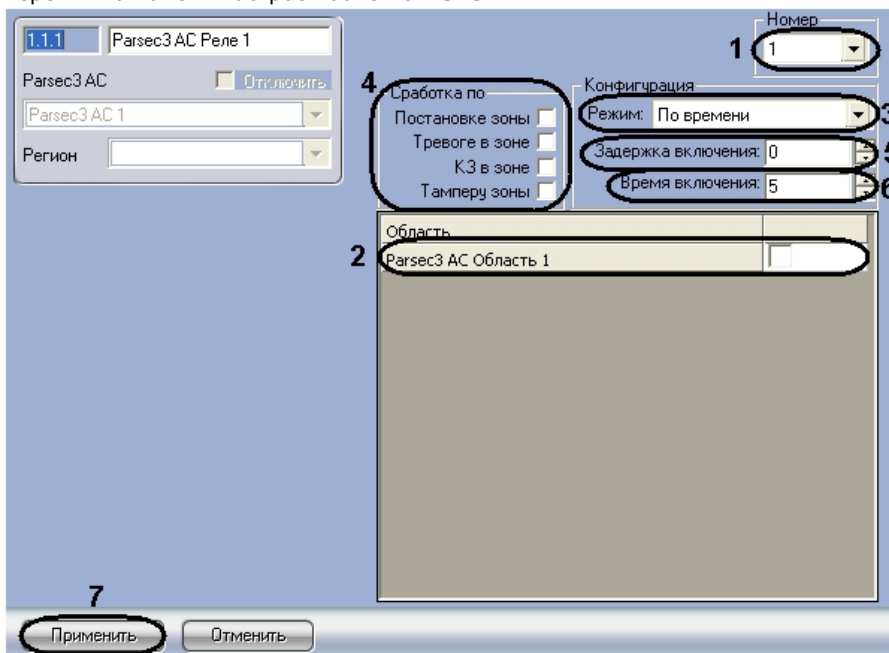 1.1.1 Parsec3 AC Реле 1
Parsec3 AC Отключить
Parsec3 AC 1
Регион
Номер
1 1
4
Сработка по
Постановке зоны
Тревоге в зоне
КЗ в зоне
Тамперу зоны
Конфигурация
Режим: По времени 3
Задержка включения: 0 5
Время включения: 5 6
Область
2 Parsec3 AC Область 1
7
Применить Отменить